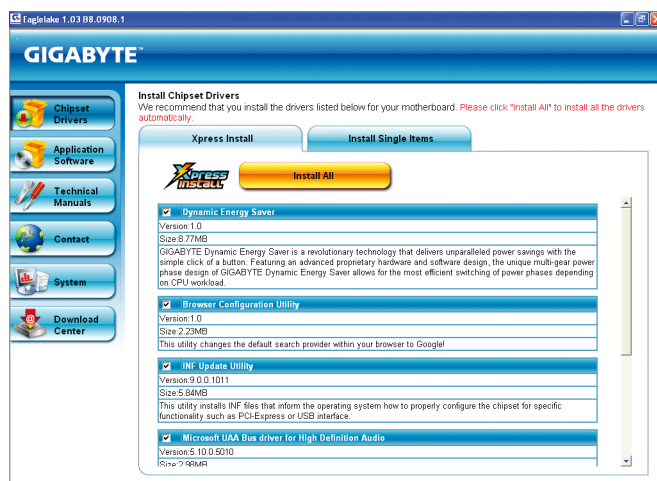 Eaglelake 1.03 B8.0908.1
GIGABYTE™
Chipset
Drivers
Application
Software
Technical
Manuals
Contact
System
Download
Center
Install Chipset Drivers
We recommend that you install the drivers listed below for your motherboard. Please click "Install All" to install all the drivers
automatically.
Xpress Install
Install Single Items
Xpress
INSTALL
Install All
Dynamic Energy Saver
Version:1.0
Size:8.77MB
GIGABYTE Dynamic Energy Saver is a revolutionary technology that delivers unparalleled power savings with the
simple click of a button. Featuring an advanced proprietary hardware and software design, the unique multi-gear power
phase design of GIGABYTE Dynamic Energy Saver allows for the most efficient switching of power phases depending
on CPU workload.
Browser Configuration Utility
Version:1.0
Size:2.23MB
This utility changes the default search provider within your browser to Google!
INF Update Utility
Version:9.0.0.1011
Size:5.84MB
This utility installs INF files that inform the operating system how to properly configure the chipset for specific
functionality such as PCI-Express or USB interface.
Microsoft UAA Bus driver for High Definition Audio
Version:5.10.0.5010
Size:2.98MB